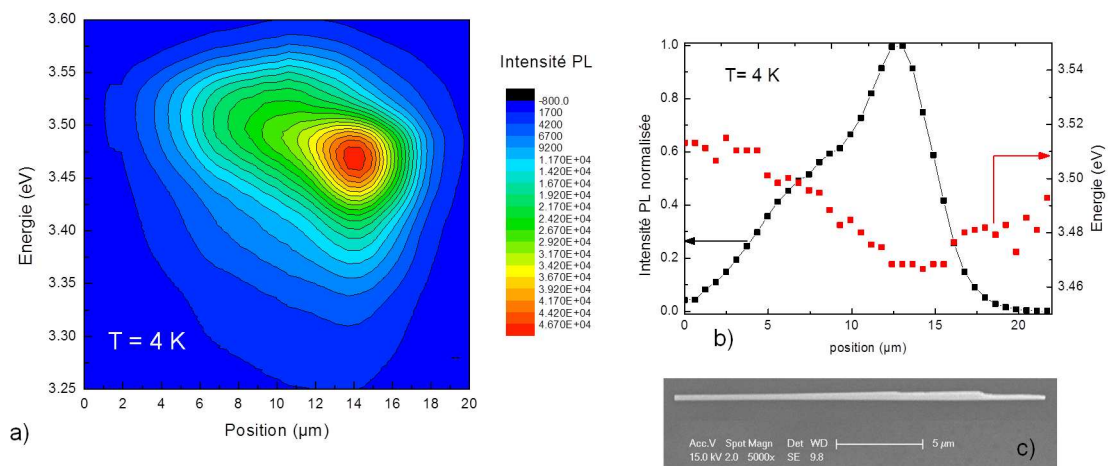 3.60
3.55
3.50
3.45
3.40
3.35
3.30
3.25
Energie (eV)
T = 4 K
0 2 4 6 8 10 12 14 16 18 20
Position (µm)
a)
Intensité PL
-800.0
1700
4200
6700
9200
1.170E+04
1.420E+04
1.670E+04
1.920E+04
2.170E+04
2.420E+04
2.670E+04
2.920E+04
3.170E+04
3.420E+04
3.670E+04
3.920E+04
4.170E+04
4.420E+04
4.670E+04
Intensité PL normalisée
1.0
0.8
0.6
0.4
0.2
0.0
T= 4 K
3.54
3.52
3.50
3.48
3.46
Energie (eV)
0 5 10 15 20
b)
position (µm)
Acc.V Spot Magn Det WD
15.0 kV 2.0 5000x SE 9.8
5 µm
c)